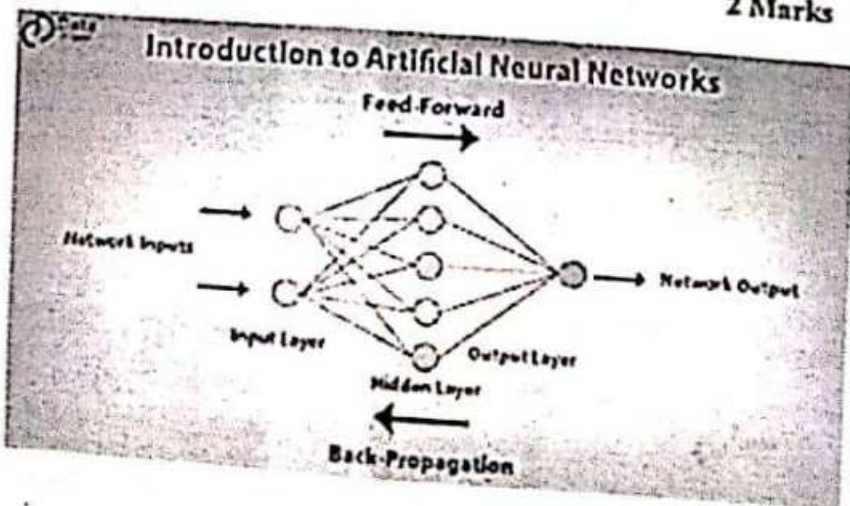 2 Marks
Introduction to Artificial Neural Networks
Feed-Forward
Network Inputs
Network Output
Input Layer
Output Layer
Hidden Layer
Back-Propagation